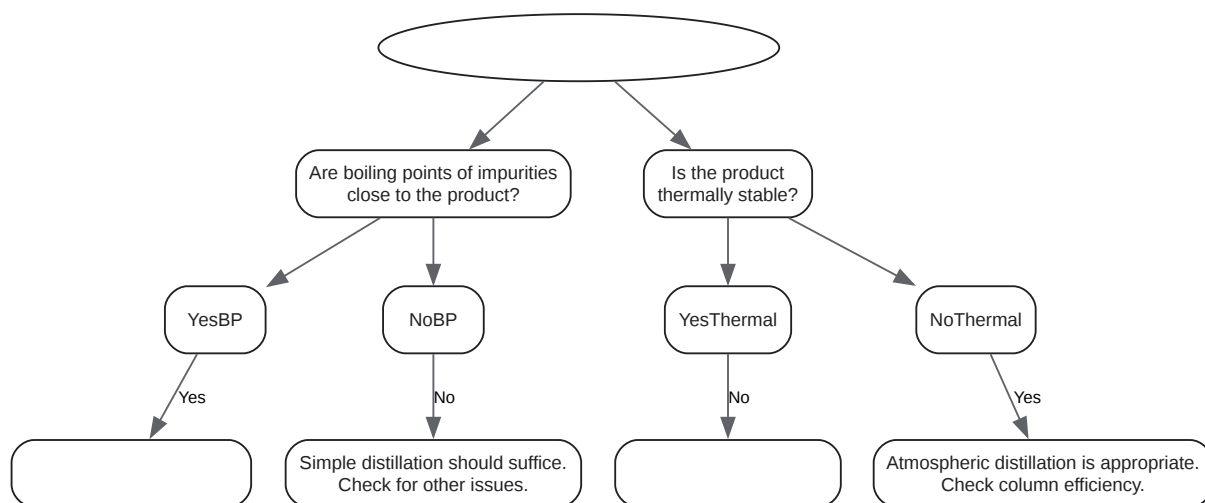 Are boiling points of impurities
close to the product?
Is the product
thermally stable?
YesBP
NoBP
YesThermal
NoThermal
Yes
No
No
Yes
Simple distillation should suffice.
Check for other issues.
Atmospheric distillation is appropriate.
Check column efficiency.